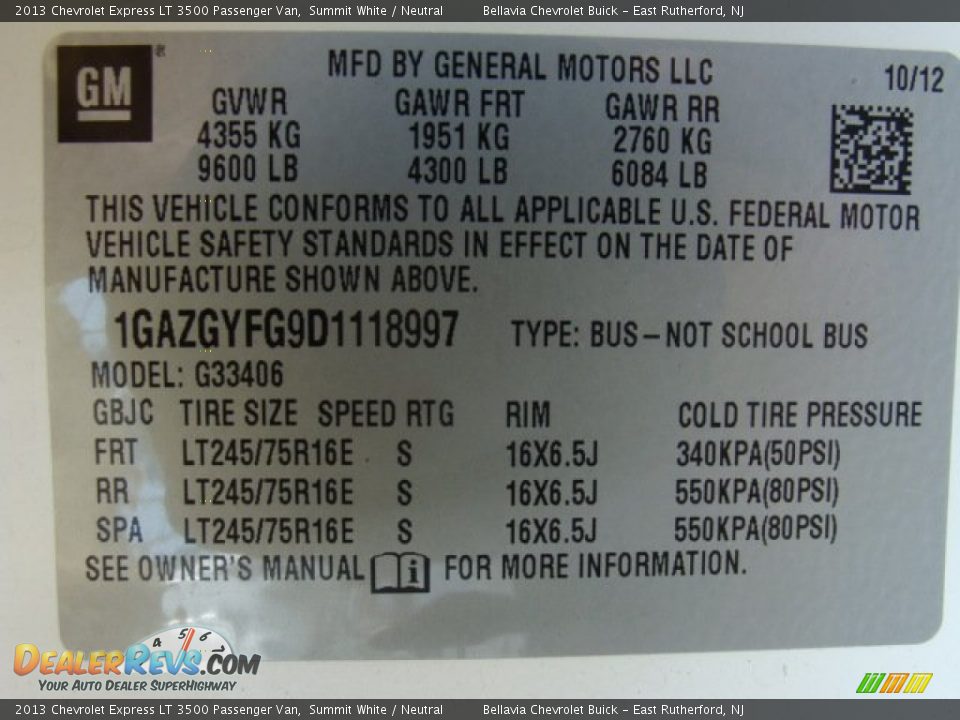 2013 Chevrolet Express LT 3500 Passenger Van, Summit White / Neutral Bellavia Chevrolet Buick – East Rutherford, NJ
GM ®
MFD BY GENERAL MOTORS LLC 10/12
GVWR GAWR FRT GAWR RR
4355 KG 1951 KG 2760 KG
9600 LB 4300 LB 6084 LB
THIS VEHICLE CONFORMS TO ALL APPLICABLE U.S. FEDERAL MOTOR
VEHICLE SAFETY STANDARDS IN EFFECT ON THE DATE OF
MANUFACTURE SHOWN ABOVE.
1GAZGYFG9D1118997 TYPE: BUS–NOT SCHOOL BUS
MODEL: G33406
GBJC TIRE SIZE SPEED RTG RIM COLD TIRE PRESSURE
FRT LT245/75R16E S 16X6.5J 340KPA(50PSI)
RR LT245/75R16E S 16X6.5J 550KPA(80PSI)
SPA LT245/75R16E S 16X6.5J 550KPA(80PSI)
SEE OWNER'S MANUAL i FOR MORE INFORMATION.
4 5 6
DEALERREVS.COM
YOUR AUTO DEALER SUPERHIGHWAY
2013 Chevrolet Express LT 3500 Passenger Van, Summit White / Neutral Bellavia Chevrolet Buick – East Rutherford, NJ